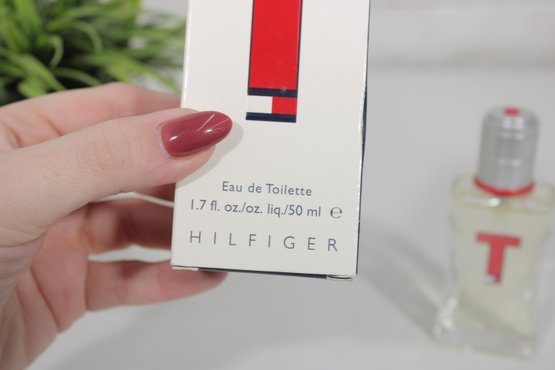 Eau de Toilette
1.7 fl. oz./oz. liq./50 ml ℮
HILFIGER
T